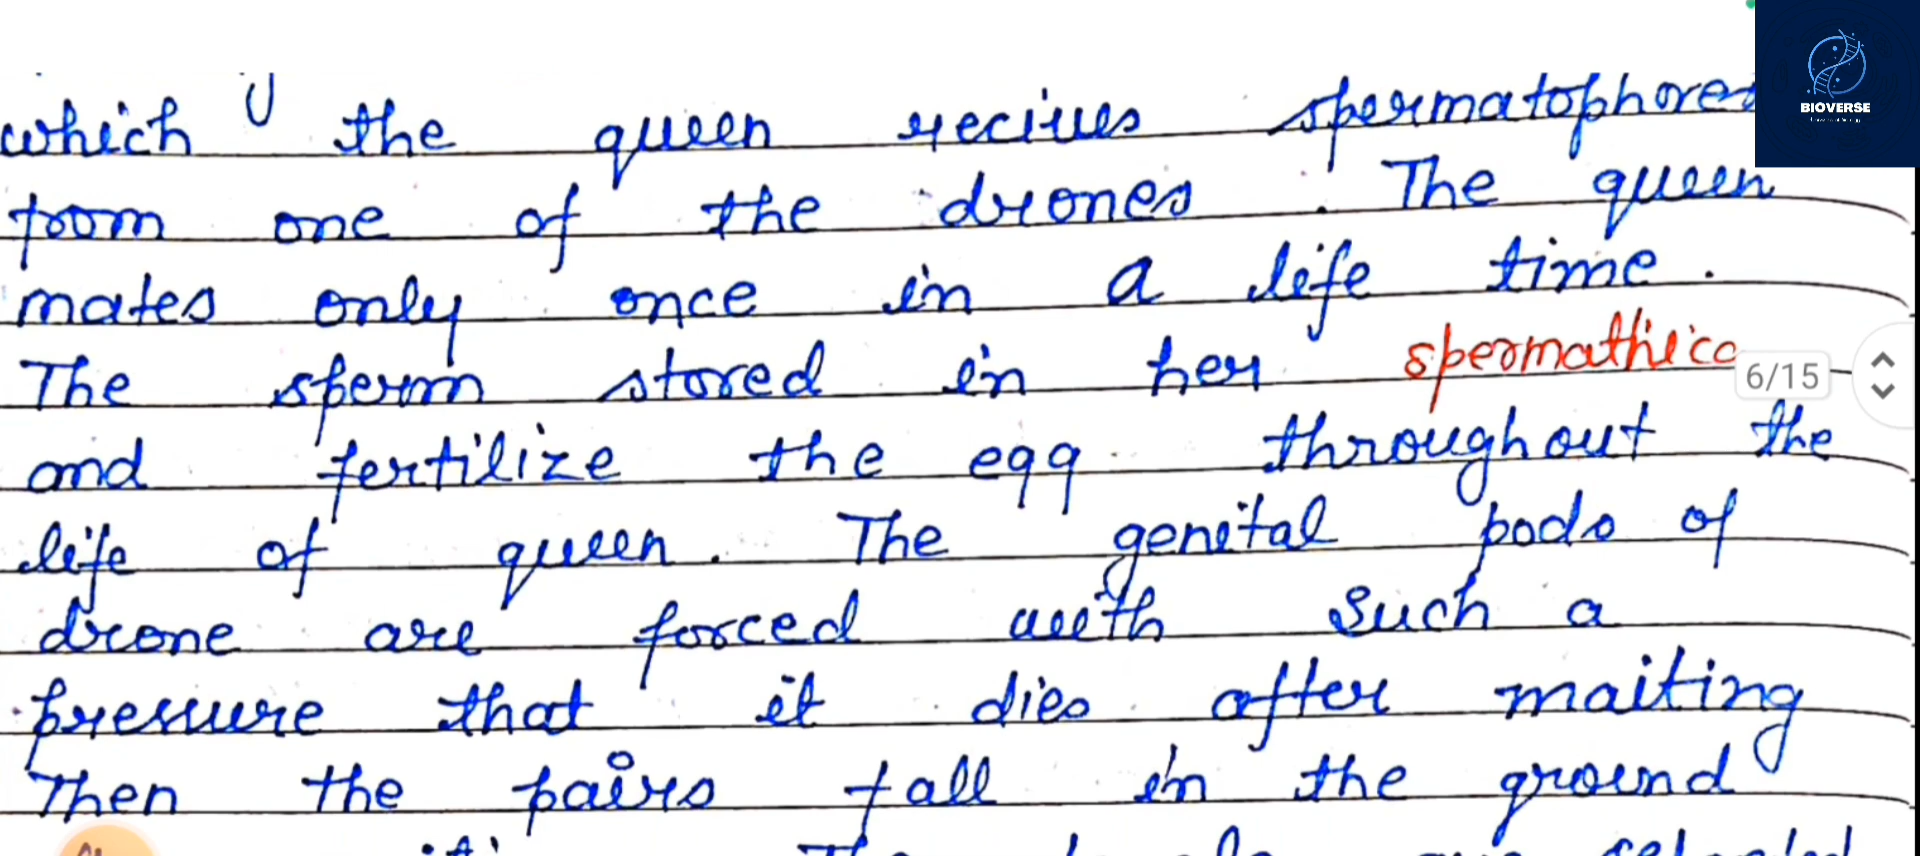 which the queen recives spermatophores
BIOVERSE
from one of the drones. The queen
mates only once in a life time.
The sperm stored in her spermathica
6/15
and fertilize the egg throughout the
life of queen. The genital pods of
drone are forced with such a
pressure that it dies after maiting
Then the pairs fall in the ground